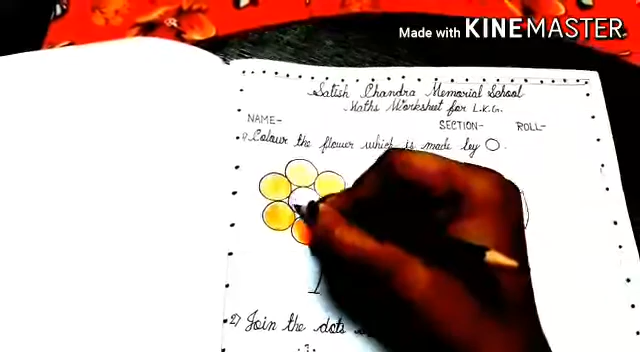 Made with KINEMASTER
Satish Chandra Memorial School
Maths Worksheet for L.K.G.
NAME-
SECTION- ROLL-
Colour the flower which is made by ○.
2) Join the dots